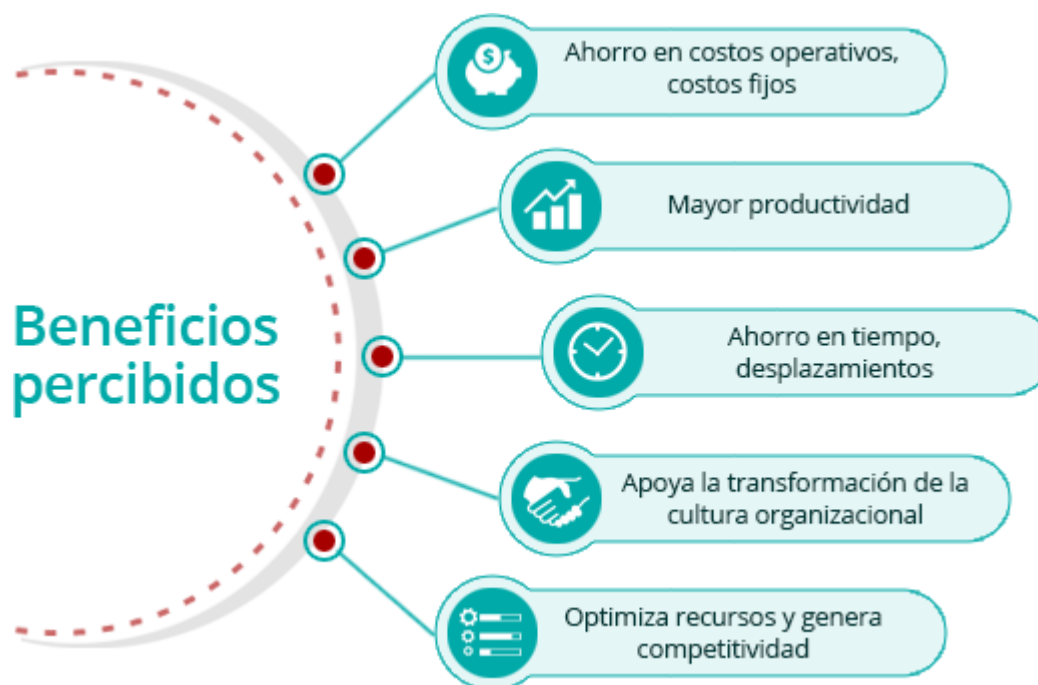 Beneficios
percibidos
Ahorro en costos operativos,
costos fijos
Mayor productividad
Ahorro en tiempo,
desplazamientos
Apoya la transformación de la
cultura organizacional
Optimiza recursos y genera
competitividad